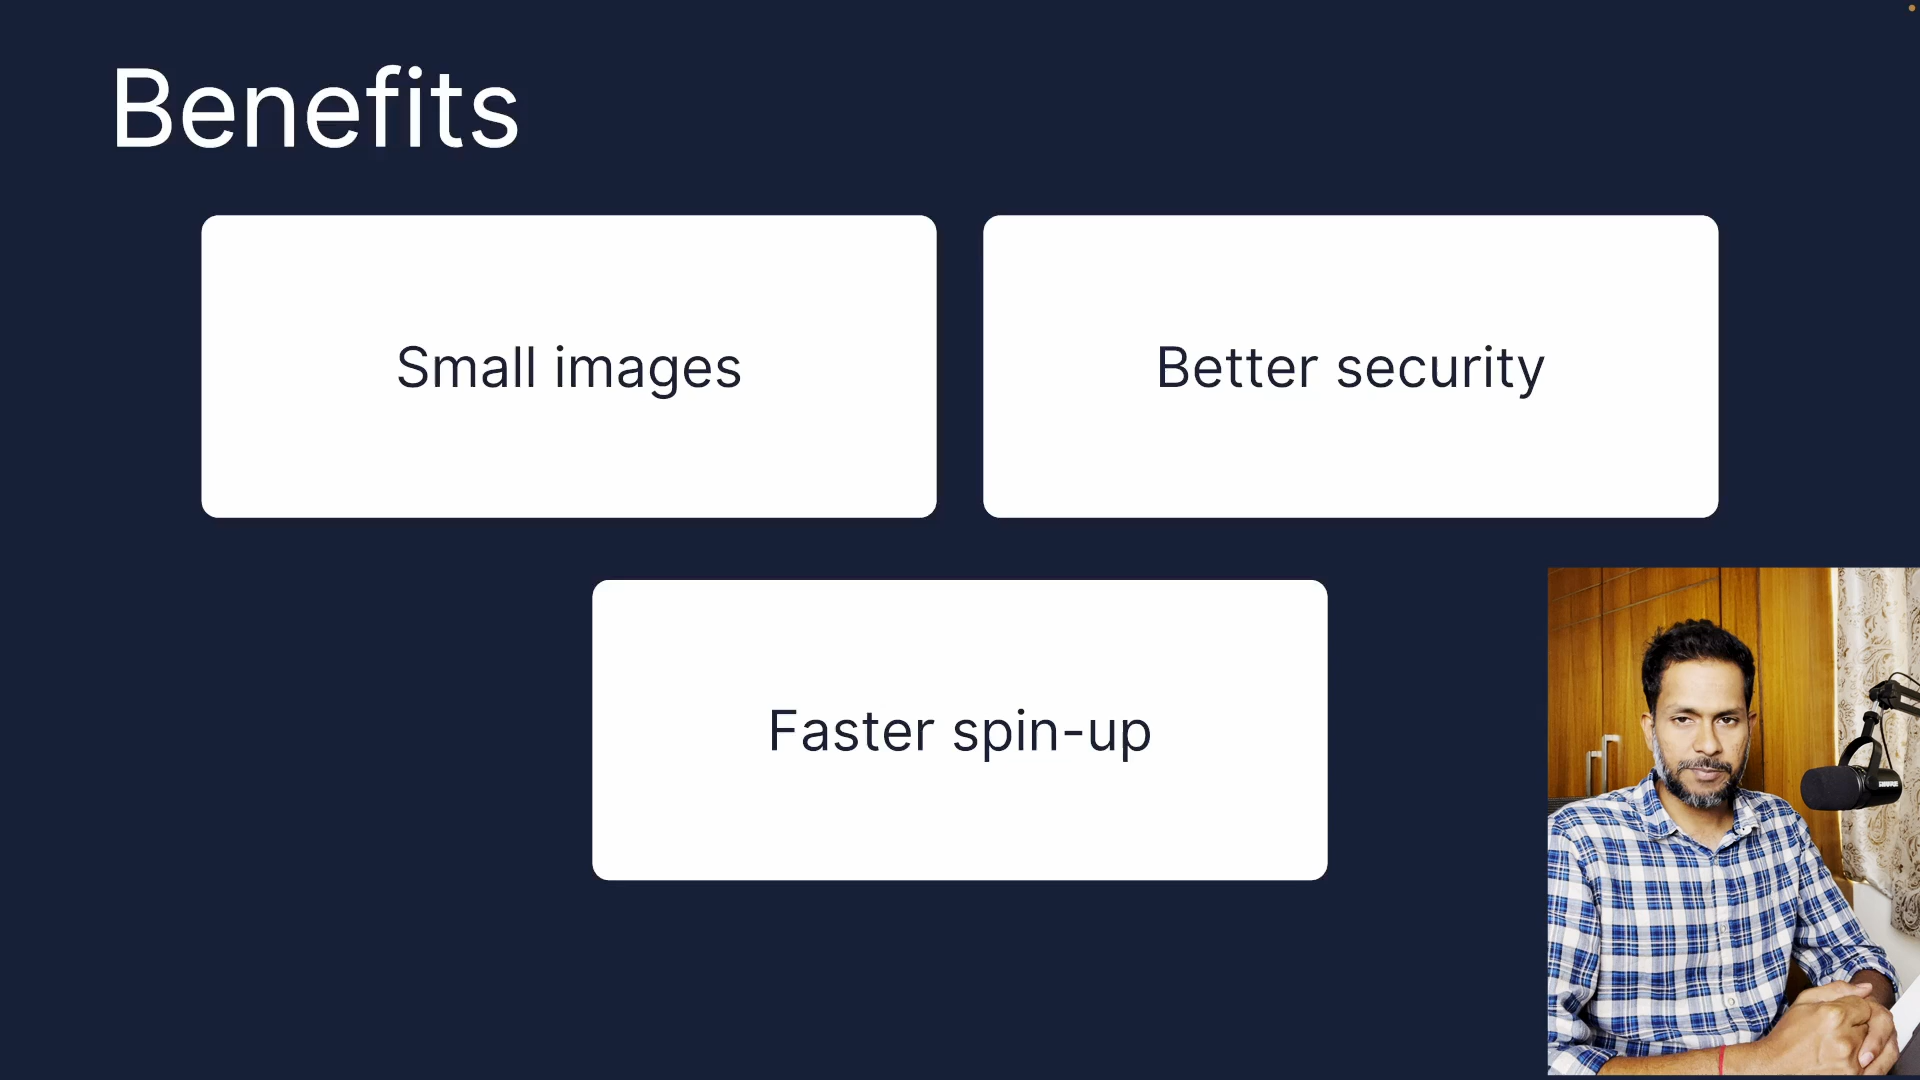 Benefits
Small images
Better security
Faster spin-up